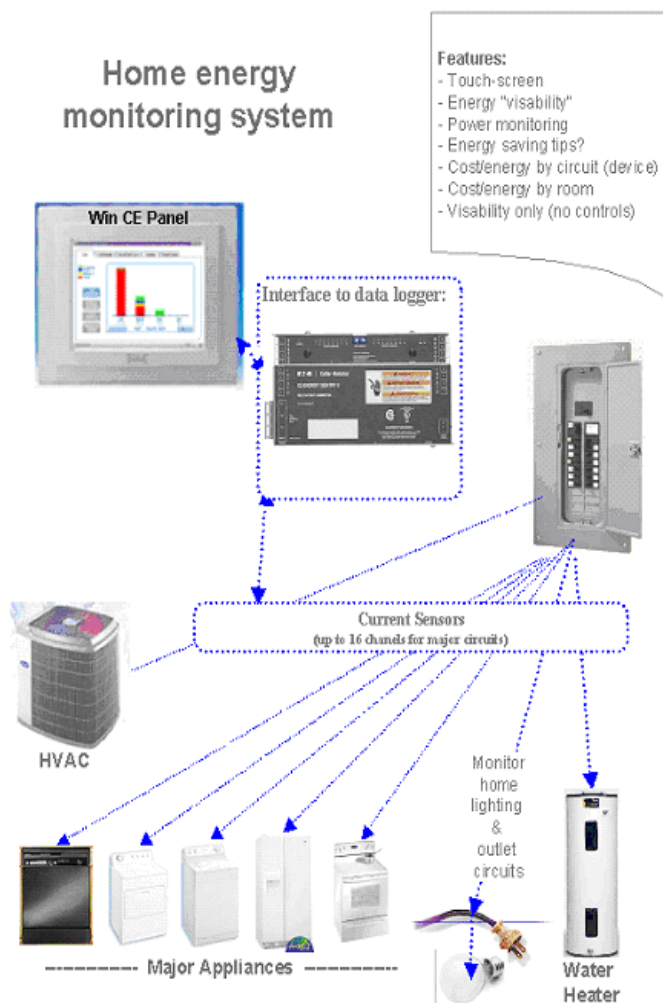 Home energy
monitoring system
Features:
- Touch-screen
- Energy "visability"
- Power monitoring
- Energy saving tips?
- Cost/energy by circuit (device)
- Cost/energy by room
- Visability only (no controls)
Win CE Panel
Interface to data logger:
Current Sensors
(up to 16 chanels for major circuits)
HVAC
Monitor
home
lighting
&
outlet
circuits
Major Appliances
Water
Heater